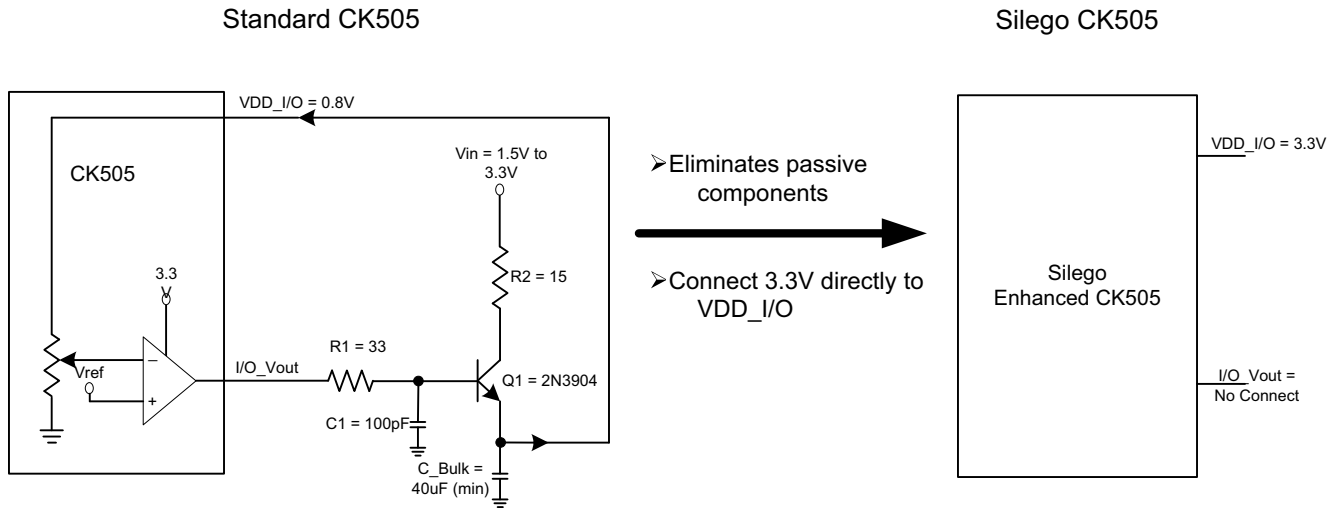 Standard CK505
Silego CK505
VDD_I/O = 0.8V
CK505
Vin = 1.5V to
3.3V
R2 = 15
3.3
V
Vref
–
+
I/O_Vout
R1 = 33
C1 = 100pF
Q1 = 2N3904
C_Bulk =
40uF (min)
➢Eliminates passive
components
➢Connect 3.3V directly to
VDD_I/O
VDD_I/O = 3.3V
Silego
Enhanced CK505
I/O_Vout =
No Connect